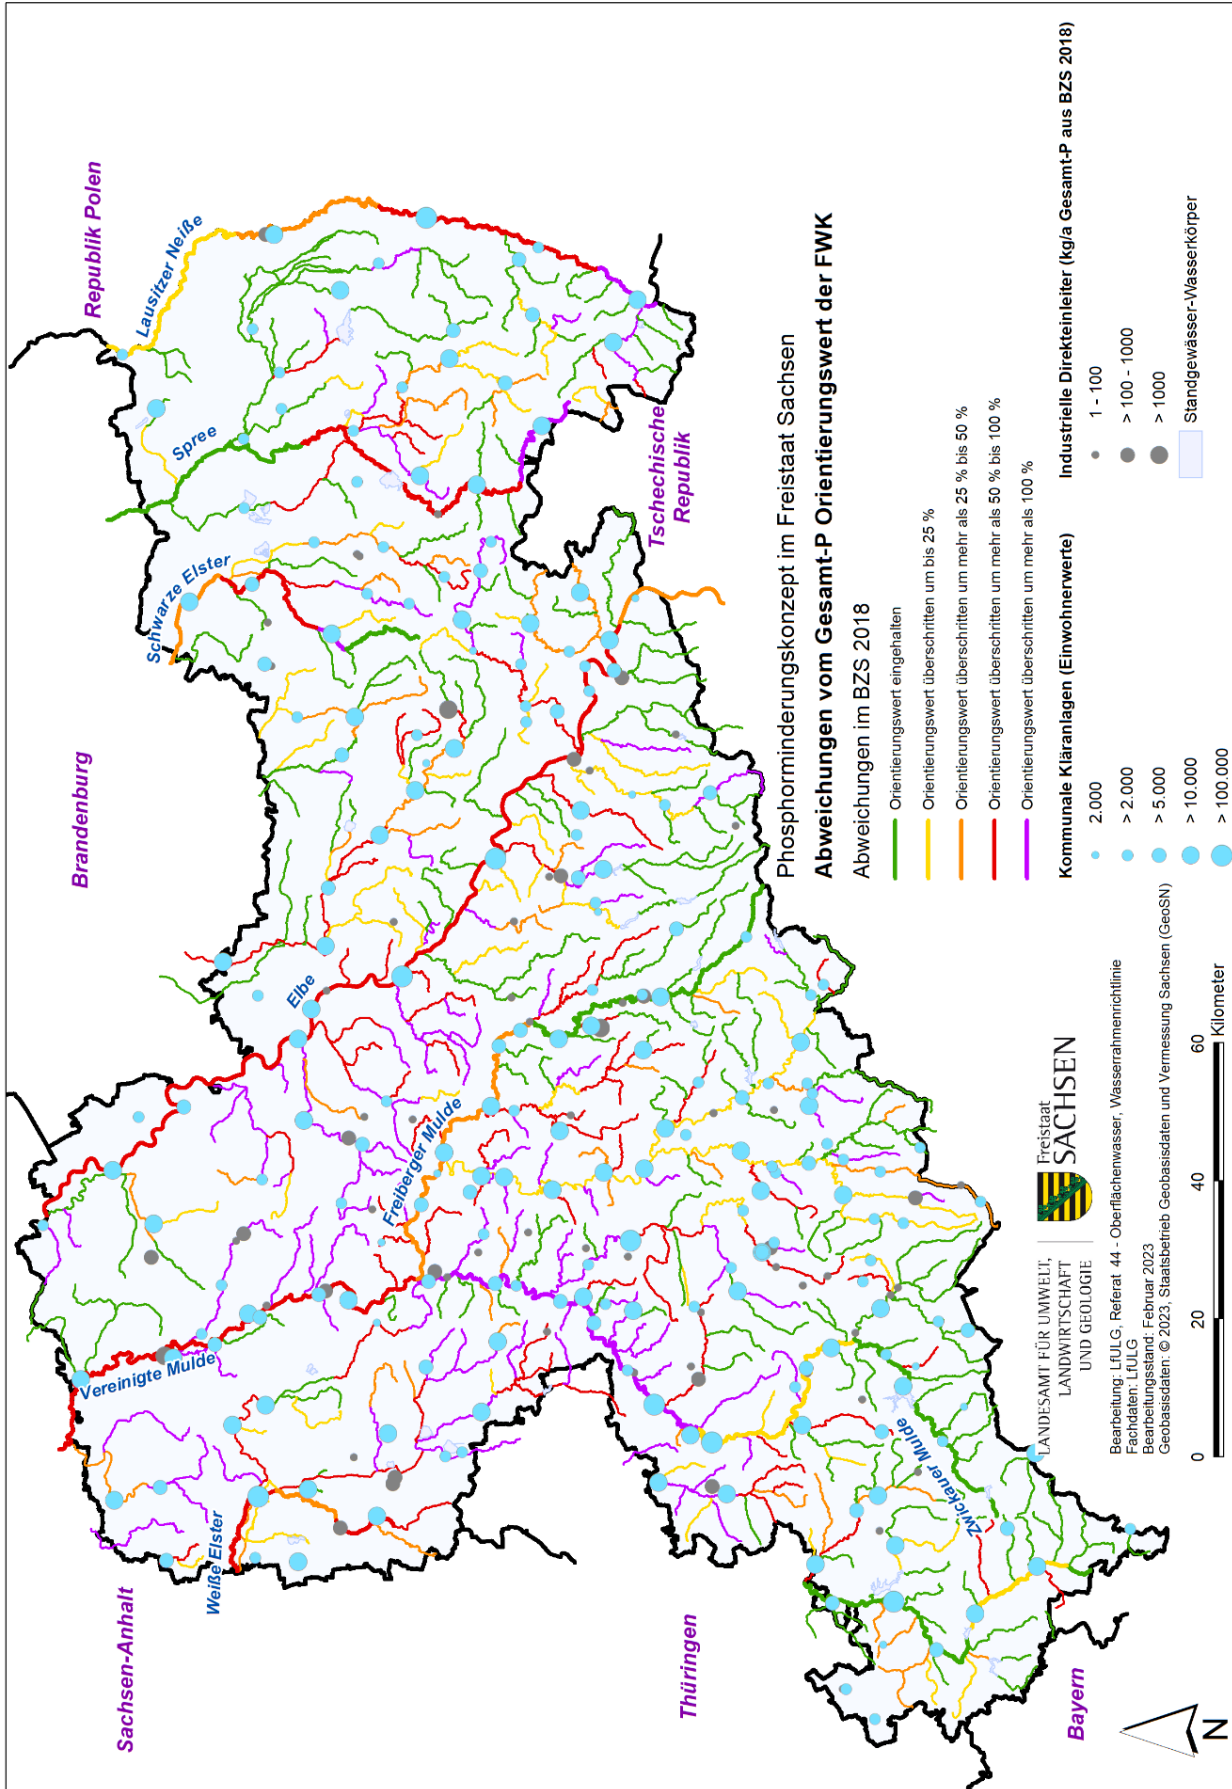 Republik Polen
Brandenburg
Sachsen-Anhalt
Thüringen
Bayern
Tschechische
Republik
Lausitzer Neiße
Spree
Schwarze Elster
Elbe
Freiberger Mulde
Vereinigte Mulde
Weiße Elster
Zwickauer Mulde
Phosphorminderungskonzept im Freistaat Sachsen
Abweichungen vom Gesamt-P Orientierungswert der FWK
Abweichungen im BZS 2018
Orientierungswert eingehalten
Orientierungswert überschritten um bis 25 %
Orientierungswert überschritten um mehr als 25 % bis 50 %
Orientierungswert überschritten um mehr als 50 % bis 100 %
Orientierungswert überschritten um mehr als 100 %
Kommunale Kläranlagen (Einwohnerwerte)
2.000
> 2.000
> 5.000
> 10.000
> 100.000
Industrielle Direkteinleiter (kg/a Gesamt-P aus BZS 2018)
1 - 100
> 100 - 1000
> 1000
Standgewässer-Wasserkörper
LANDESAMT FÜR UMWELT,
LANDWIRTSCHAFT
UND GEOLOGIE
Freistaat
SACHSEN
Bearbeitung: LfULG, Referat 44 - Oberflächenwasser, Wasserrahmenrichtlinie
Fachdaten: LfULG
Bearbeitungsstand: Februar 2023
Geobasisdaten: © 2023, Staatsbetrieb Geobasisdaten und Vermessung Sachsen (GeoSN)
0 20 40 60
Kilometer
N